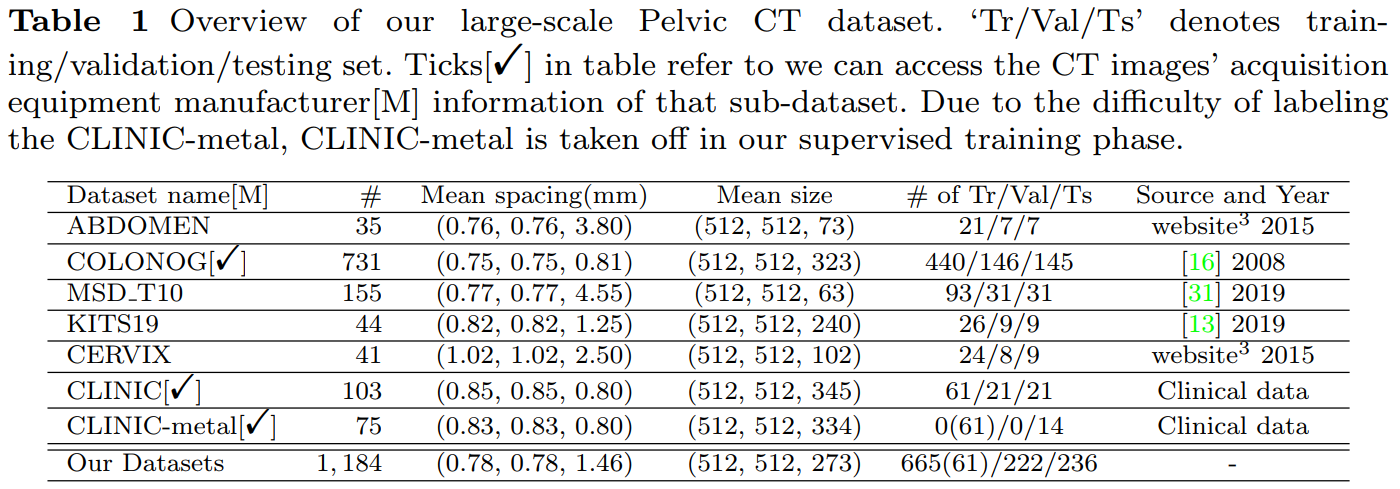 Table 1 Overview of our large-scale Pelvic CT dataset. ‘Tr/Val/Ts’ denotes train-
ing/validation/testing set. Ticks[✓] in table refer to we can access the CT images’ acquisition
equipment manufacturer[M] information of that sub-dataset. Due to the difficulty of labeling
the CLINIC-metal, CLINIC-metal is taken off in our supervised training phase.
Dataset name[M] # Mean spacing(mm) Mean size # of Tr/Val/Ts Source and Year
ABDOMEN 35 (0.76, 0.76, 3.80) (512, 512, 73) 21/7/7 website³ 2015
COLONOG[✓] 731 (0.75, 0.75, 0.81) (512, 512, 323) 440/146/145 [16] 2008
MSD_T10 155 (0.77, 0.77, 4.55) (512, 512, 63) 93/31/31 [31] 2019
KITS19 44 (0.82, 0.82, 1.25) (512, 512, 240) 26/9/9 [13] 2019
CERVIX 41 (1.02, 1.02, 2.50) (512, 512, 102) 24/8/9 website³ 2015
CLINIC[✓] 103 (0.85, 0.85, 0.80) (512, 512, 345) 61/21/21 Clinical data
CLINIC-metal[✓] 75 (0.83, 0.83, 0.80) (512, 512, 334) 0(61)/0/14 Clinical data
Our Datasets 1,184 (0.78, 0.78, 1.46) (512, 512, 273) 665(61)/222/236 -